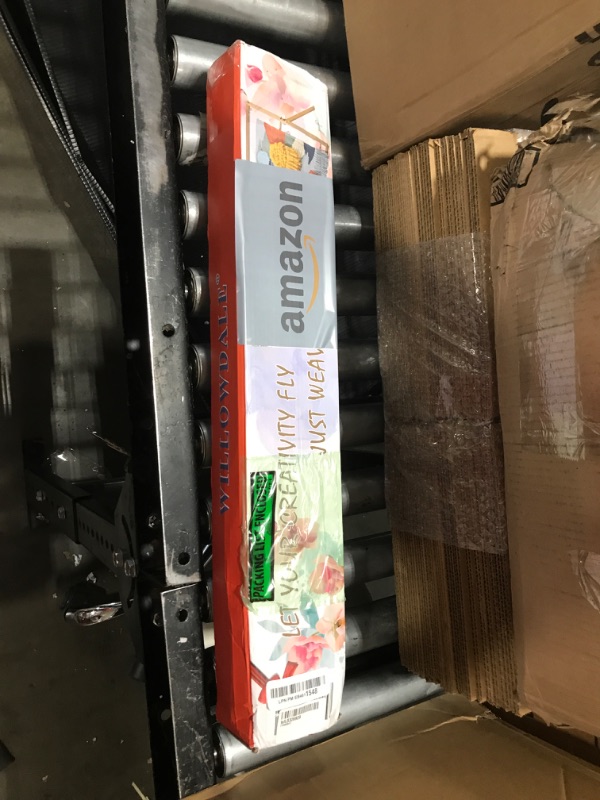 WILLOWDALE®
amazon
LET YOUR CREATIVITY FLY
JUST WEAV
PACKING LIST ENCLOSED